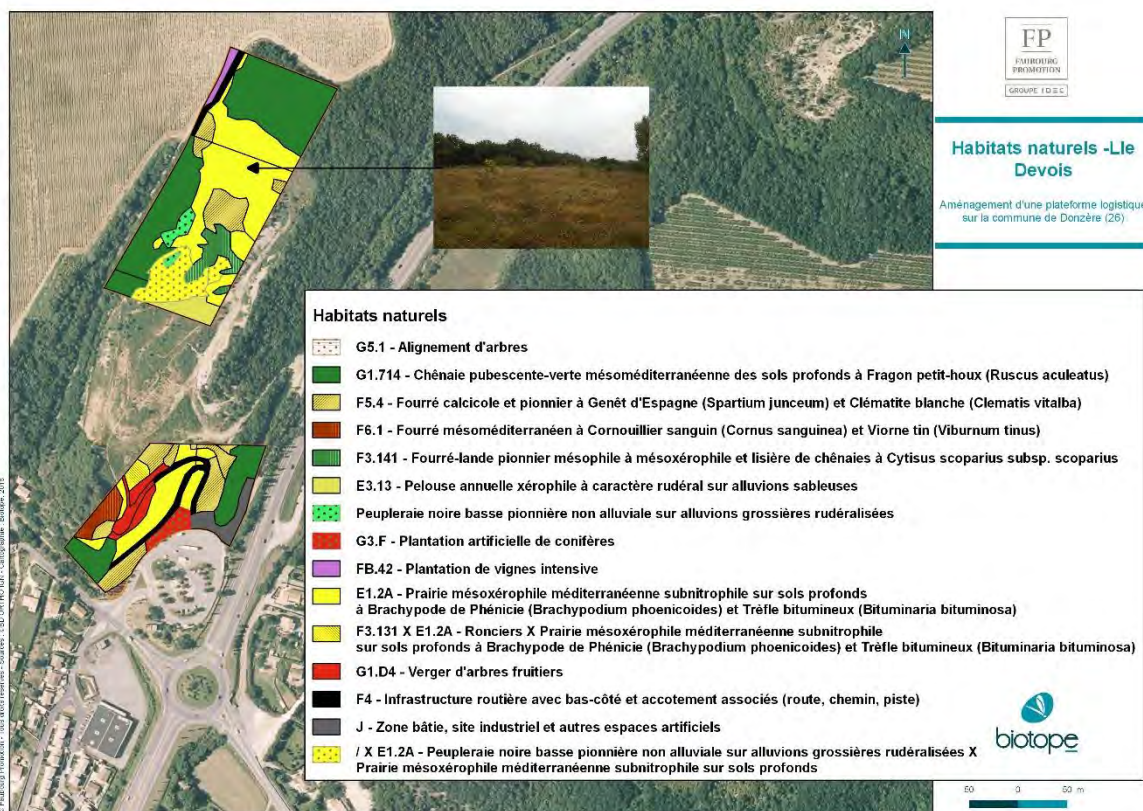 N
FP
FAUBOURG
PROMOTION
GROUPE IDEC
Habitats naturels -Lle
Devois
Aménagement d'une plateforme logistique
sur la commune de Donzère (26)
Habitats naturels
G5.1 - Alignement d'arbres
G1.714 - Chênaie pubescente-verte mésoméditerranéenne des sols profonds à Fragon petit-houx (Ruscus aculeatus)
F5.4 - Fourré calcicole et pionnier à Genêt d'Espagne (Spartium junceum) et Clématite blanche (Clematis vitalba)
F6.1 - Fourré mésoméditerranéen à Cornouillier sanguin (Cornus sanguinea) et Viorne tin (Viburnum tinus)
F3.141 - Fourré-lande pionnier mésophile à mésoxérophile et lisière de chênaies à Cytisus scoparius subsp. scoparius
E3.13 - Pelouse annuelle xérophile à caractère rudéral sur alluvions sableuses
Peupleraie noire basse pionnière non alluviale sur alluvions grossières rudéralisées
G3.F - Plantation artificielle de conifères
FB.42 - Plantation de vignes intensive
E1.2A - Prairie mésoxérophile méditerranéenne subnitrophile sur sols profonds
à Brachypode de Phénicie (Brachypodium phoenicoides) et Trèfle bitumineux (Bituminaria bituminosa)
F3.131 X E1.2A - Ronciers X Prairie mésoxérophile méditerranéenne subnitrophile
sur sols profonds à Brachypode de Phénicie (Brachypodium phoenicoides) et Trèfle bitumineux (Bituminaria bituminosa)
G1.D4 - Verger d'arbres fruitiers
F4 - Infrastructure routière avec bas-côté et accotement associés (route, chemin, piste)
J - Zone bâtie, site industriel et autres espaces artificiels
/ X E1.2A - Peupleraie noire basse pionnière non alluviale sur alluvions grossières rudéralisées X
Prairie mésoxérophile méditerranéenne subnitrophile sur sols profonds
biotope
50 0 50 m